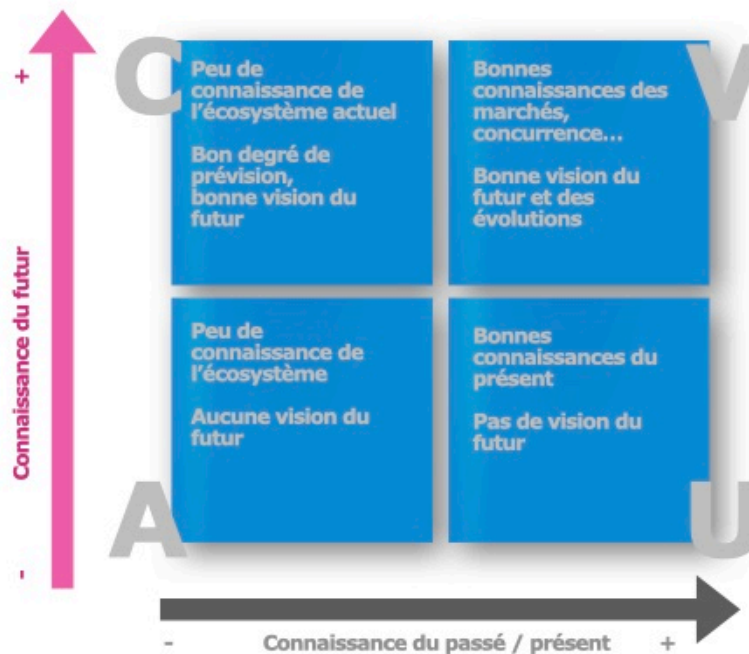 +
Connaissance du futur
-
C
Peu de
connaissance de
l'écosystème actuel
Bon degré de
prévision,
bonne vision du
futur
V
Bonnes
connaissances des
marchés,
concurrence...
Bonne vision du
futur et des
évolutions
A
Peu de
connaissance de
l'écosystème
Aucune vision du
futur
U
Bonnes
connaissances du
présent
Pas de vision du
futur
- Connaissance du passé / présent +